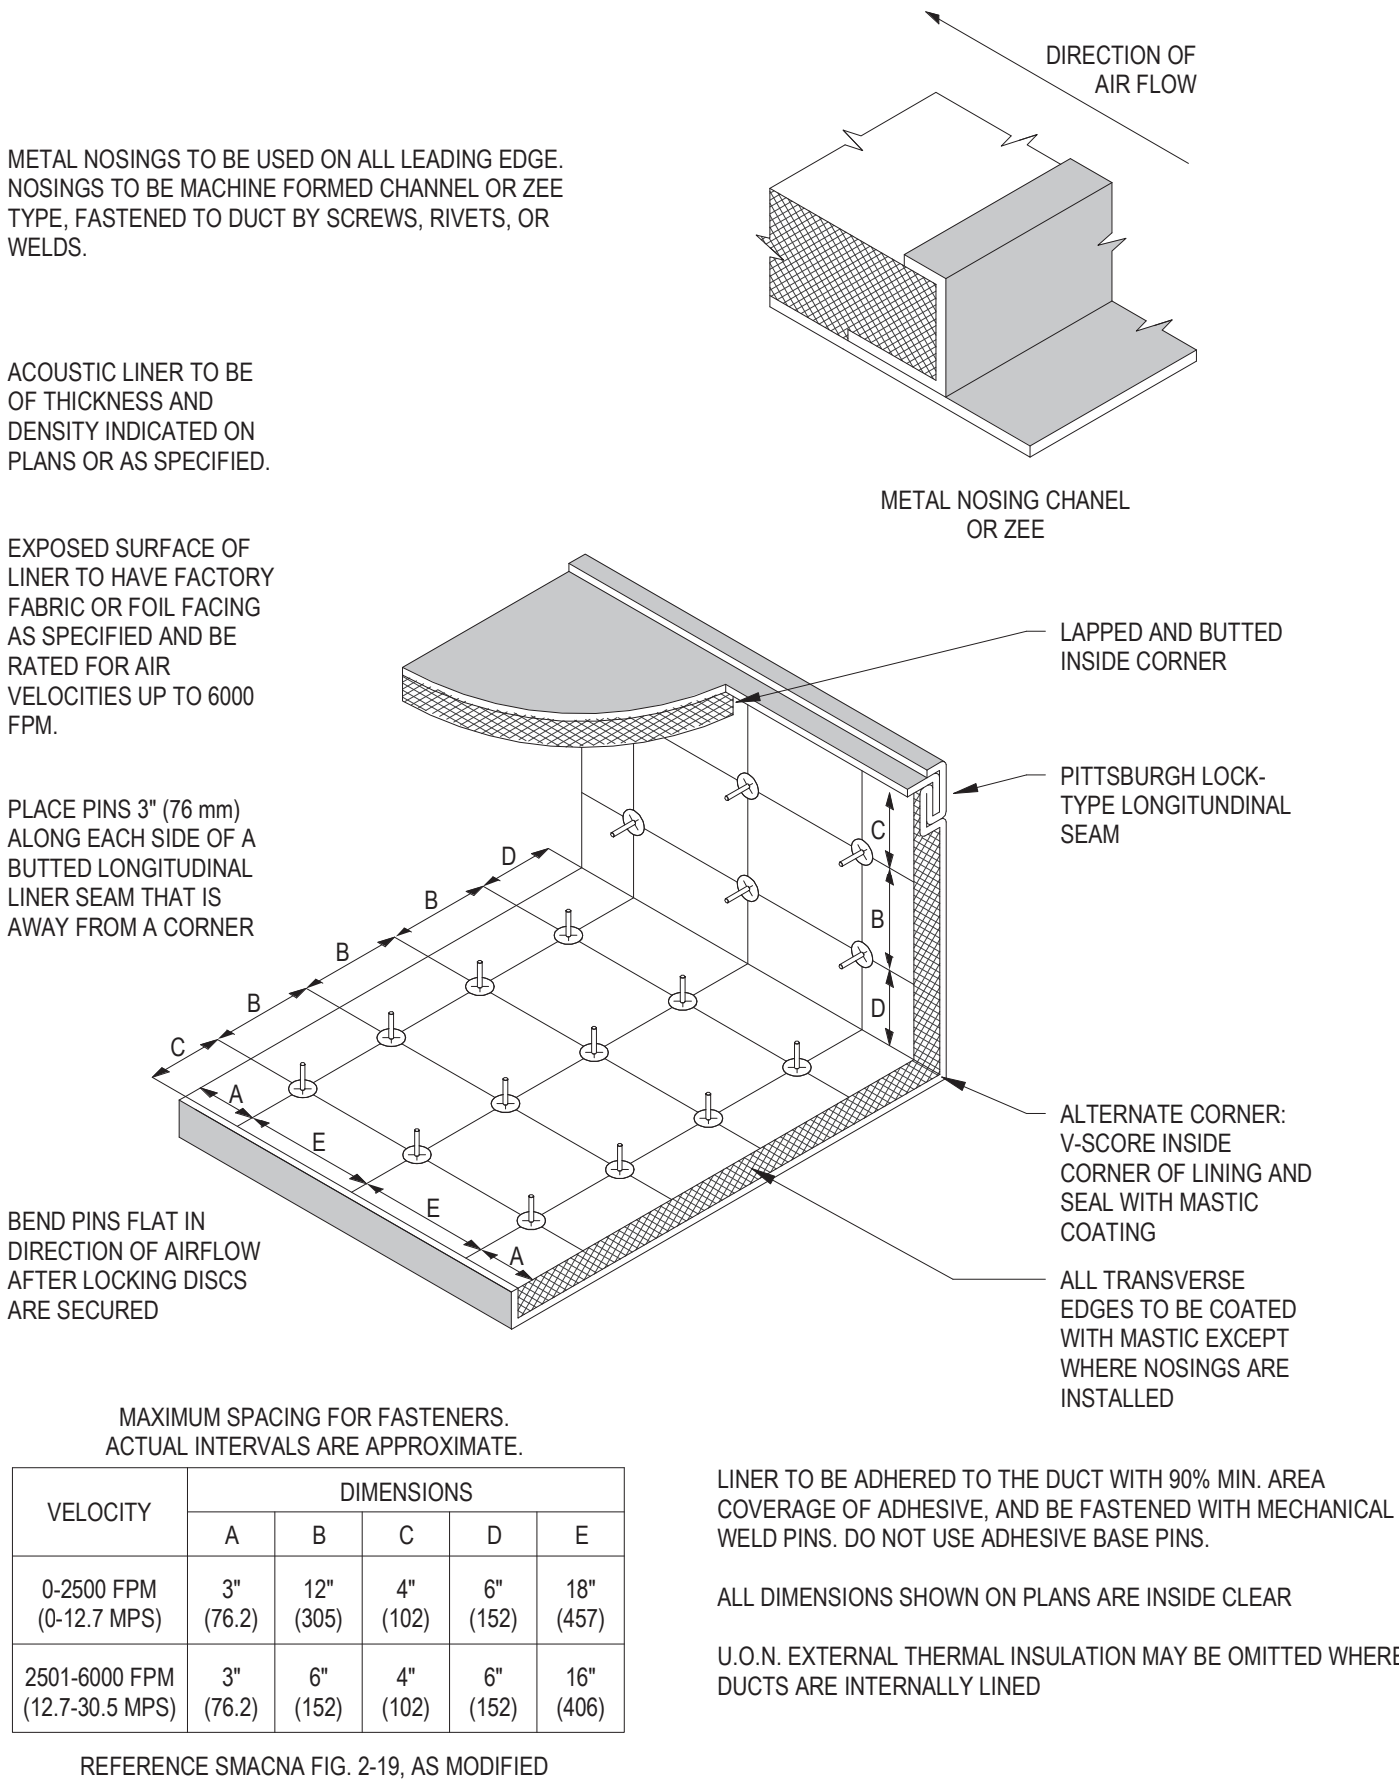 DIRECTION OF
AIR FLOW
METAL NOSINGS TO BE USED ON ALL LEADING EDGE.
NOSINGS TO BE MACHINE FORMED CHANNEL OR ZEE
TYPE, FASTENED TO DUCT BY SCREWS, RIVETS, OR
WELDS.
ACOUSTIC LINER TO BE
OF THICKNESS AND
DENSITY INDICATED ON
PLANS OR AS SPECIFIED.
METAL NOSING CHANEL
OR ZEE
EXPOSED SURFACE OF
LINER TO HAVE FACTORY
FABRIC OR FOIL FACING
AS SPECIFIED AND BE
RATED FOR AIR
VELOCITIES UP TO 6000
FPM.
LAPPED AND BUTTED
INSIDE CORNER
PITTSBURGH LOCK-
TYPE LONGITUNDINAL
SEAM
PLACE PINS 3" (76 mm)
ALONG EACH SIDE OF A
BUTTED LONGITUDINAL
LINER SEAM THAT IS
AWAY FROM A CORNER
C
D
B
B
B
B
D
C
A
E
E
A
ALTERNATE CORNER:
V-SCORE INSIDE
CORNER OF LINING AND
SEAL WITH MASTIC
COATING
BEND PINS FLAT IN
DIRECTION OF AIRFLOW
AFTER LOCKING DISCS
ARE SECURED
ALL TRANSVERSE
EDGES TO BE COATED
WITH MASTIC EXCEPT
WHERE NOSINGS ARE
INSTALLED
MAXIMUM SPACING FOR FASTENERS.
ACTUAL INTERVALS ARE APPROXIMATE.
VELOCITY DIMENSIONS
A B C D E
0-2500 FPM 3" 12" 4" 6" 18"
(0-12.7 MPS) (76.2) (305) (102) (152) (457)
2501-6000 FPM 3" 6" 4" 6" 16"
(12.7-30.5 MPS) (76.2) (152) (102) (152) (406)
REFERENCE SMACNA FIG. 2-19, AS MODIFIED
LINER TO BE ADHERED TO THE DUCT WITH 90% MIN. AREA
COVERAGE OF ADHESIVE, AND BE FASTENED WITH MECHANICAL
WELD PINS. DO NOT USE ADHESIVE BASE PINS.
ALL DIMENSIONS SHOWN ON PLANS ARE INSIDE CLEAR
U.O.N. EXTERNAL THERMAL INSULATION MAY BE OMITTED WHERE
DUCTS ARE INTERNALLY LINED